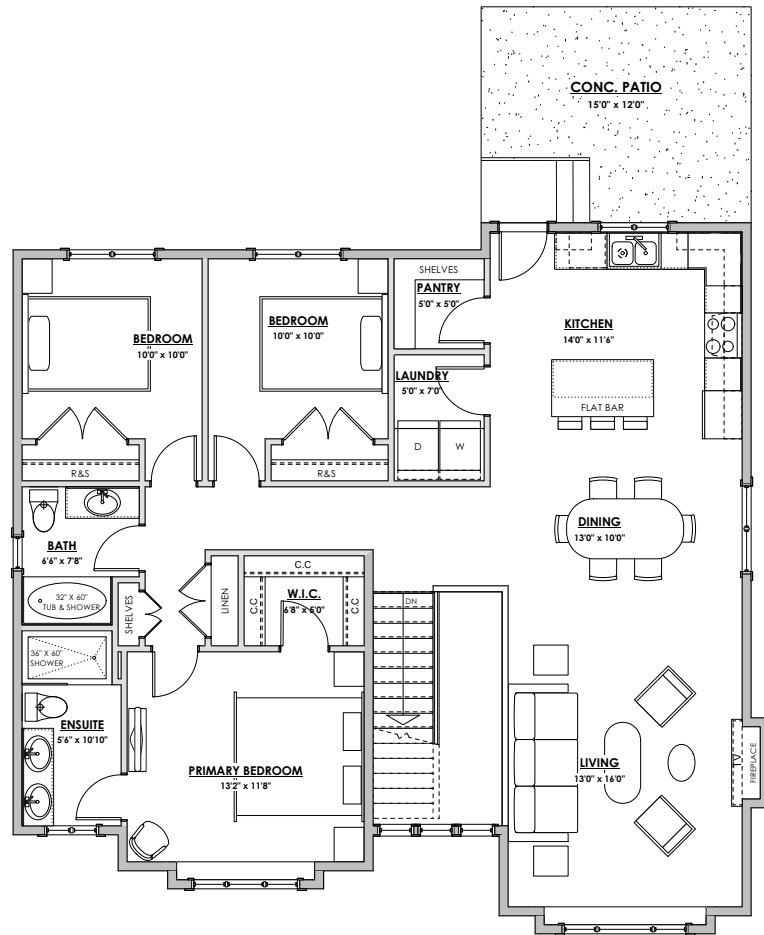 CONC. PATIO
15'0" x 12'0"
SHELVES
PANTRY
5'0" x 5'0"
BEDROOM
10'0" x 10'0"
BEDROOM
10'0" x 10'0"
KITCHEN
14'0" x 11'6"
LAUNDRY
5'0" x 7'0"
FLAT BAR
D
W
R&S
R&S
BATH
6'6" x 7'8"
DINING
13'0" x 10'0"
32" X 60"
TUB & SHOWER
SHELVES
LINEN
C.C
C.C
C.C
W.I.C.
6'8" x 5'0"
DN
36" X 60"
SHOWER
ENSUITE
5'6" x 10'10"
PRIMARY BEDROOM
13'2" x 11'8"
LIVING
13'0" x 16'0"
TV
FIREPLACE